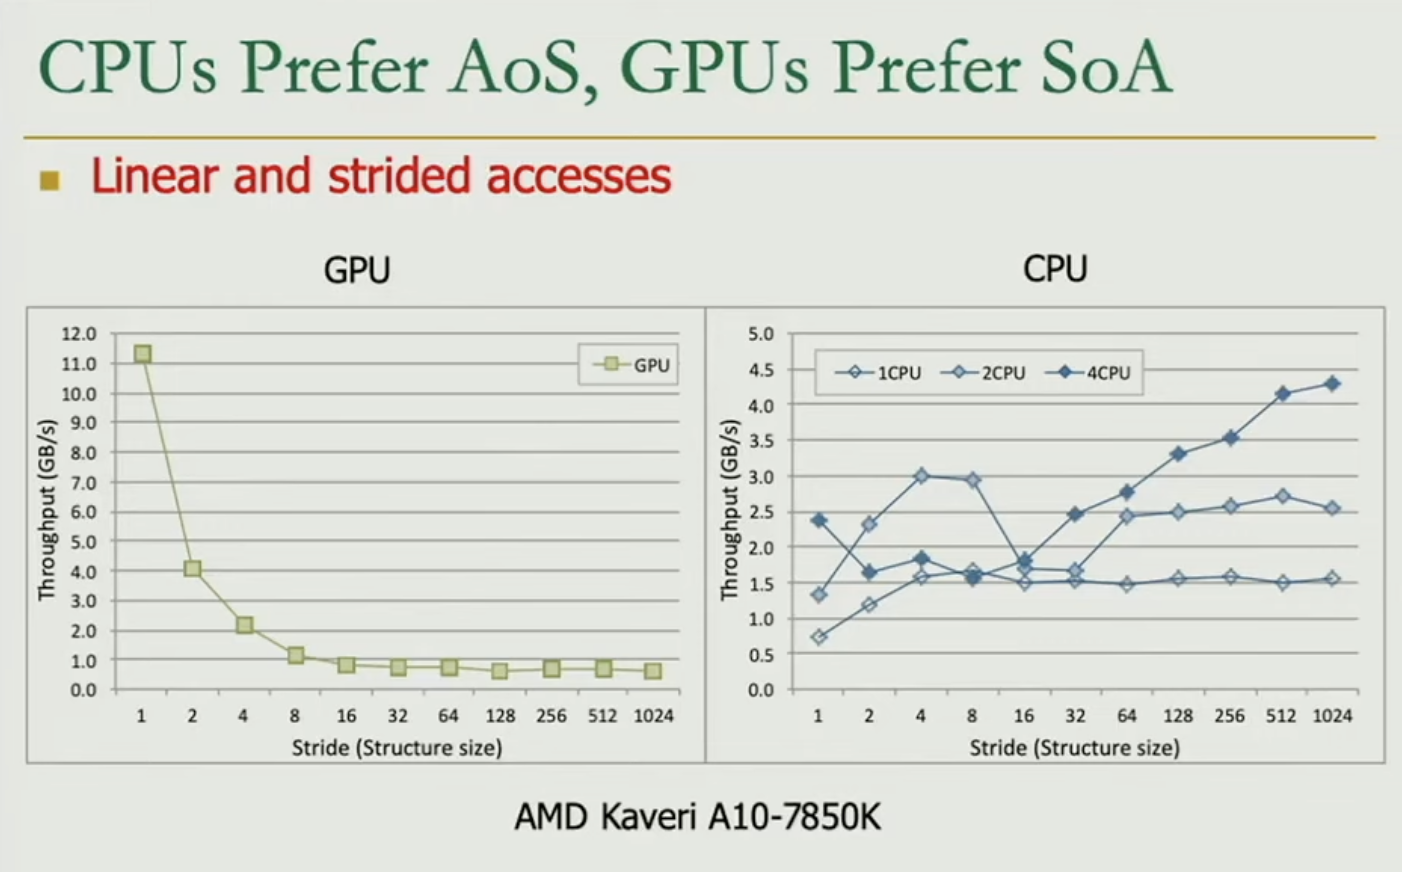 CPUs Prefer AoS, GPUs Prefer SoA
Linear and strided accesses
GPU
12.0
11.0
10.0
9.0
8.0
7.0
6.0
5.0
4.0
3.0
2.0
1.0
0.0
Throughput (GB/s)
GPU
1 2 4 8 16 32 64 128 256 512 1024
Stride (Structure size)
CPU
5.0
4.5
4.0
3.5
3.0
2.5
2.0
1.5
1.0
0.5
0.0
Throughput (GB/s)
1CPU 2CPU 4CPU
1 2 4 8 16 32 64 128 256 512 1024
Stride (Structure size)
AMD Kaveri A10-7850K